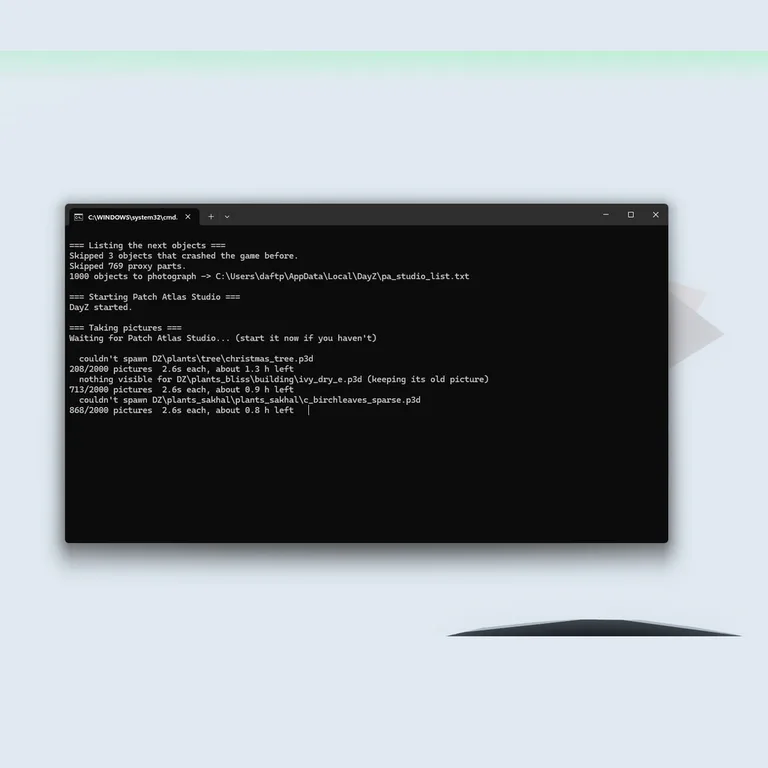 C:\WINDOWS\system32\cmd.
=== Listing the next objects ===
Skipped 3 objects that crashed the game before.
Skipped 769 proxy parts.
1000 objects to photograph -> C:\Users\daftp\AppData\Local\DayZ\pa_studio_list.txt
=== Starting Patch Atlas Studio ===
DayZ started.
=== Taking pictures ===
Waiting for Patch Atlas Studio... (start it now if you haven't)
couldn't spawn DZ\plants\tree\christmas_tree.p3d
208/2000 pictures  2.6s each, about 1.3 h left
nothing visible for DZ\plants_bliss\building\ivy_dry_e.p3d (keeping its old picture)
713/2000 pictures  2.6s each, about 0.9 h left
couldn't spawn DZ\plants_sakhal\plants_sakhal\c_birchleaves_sparse.p3d
868/2000 pictures  2.6s each, about 0.8 h left